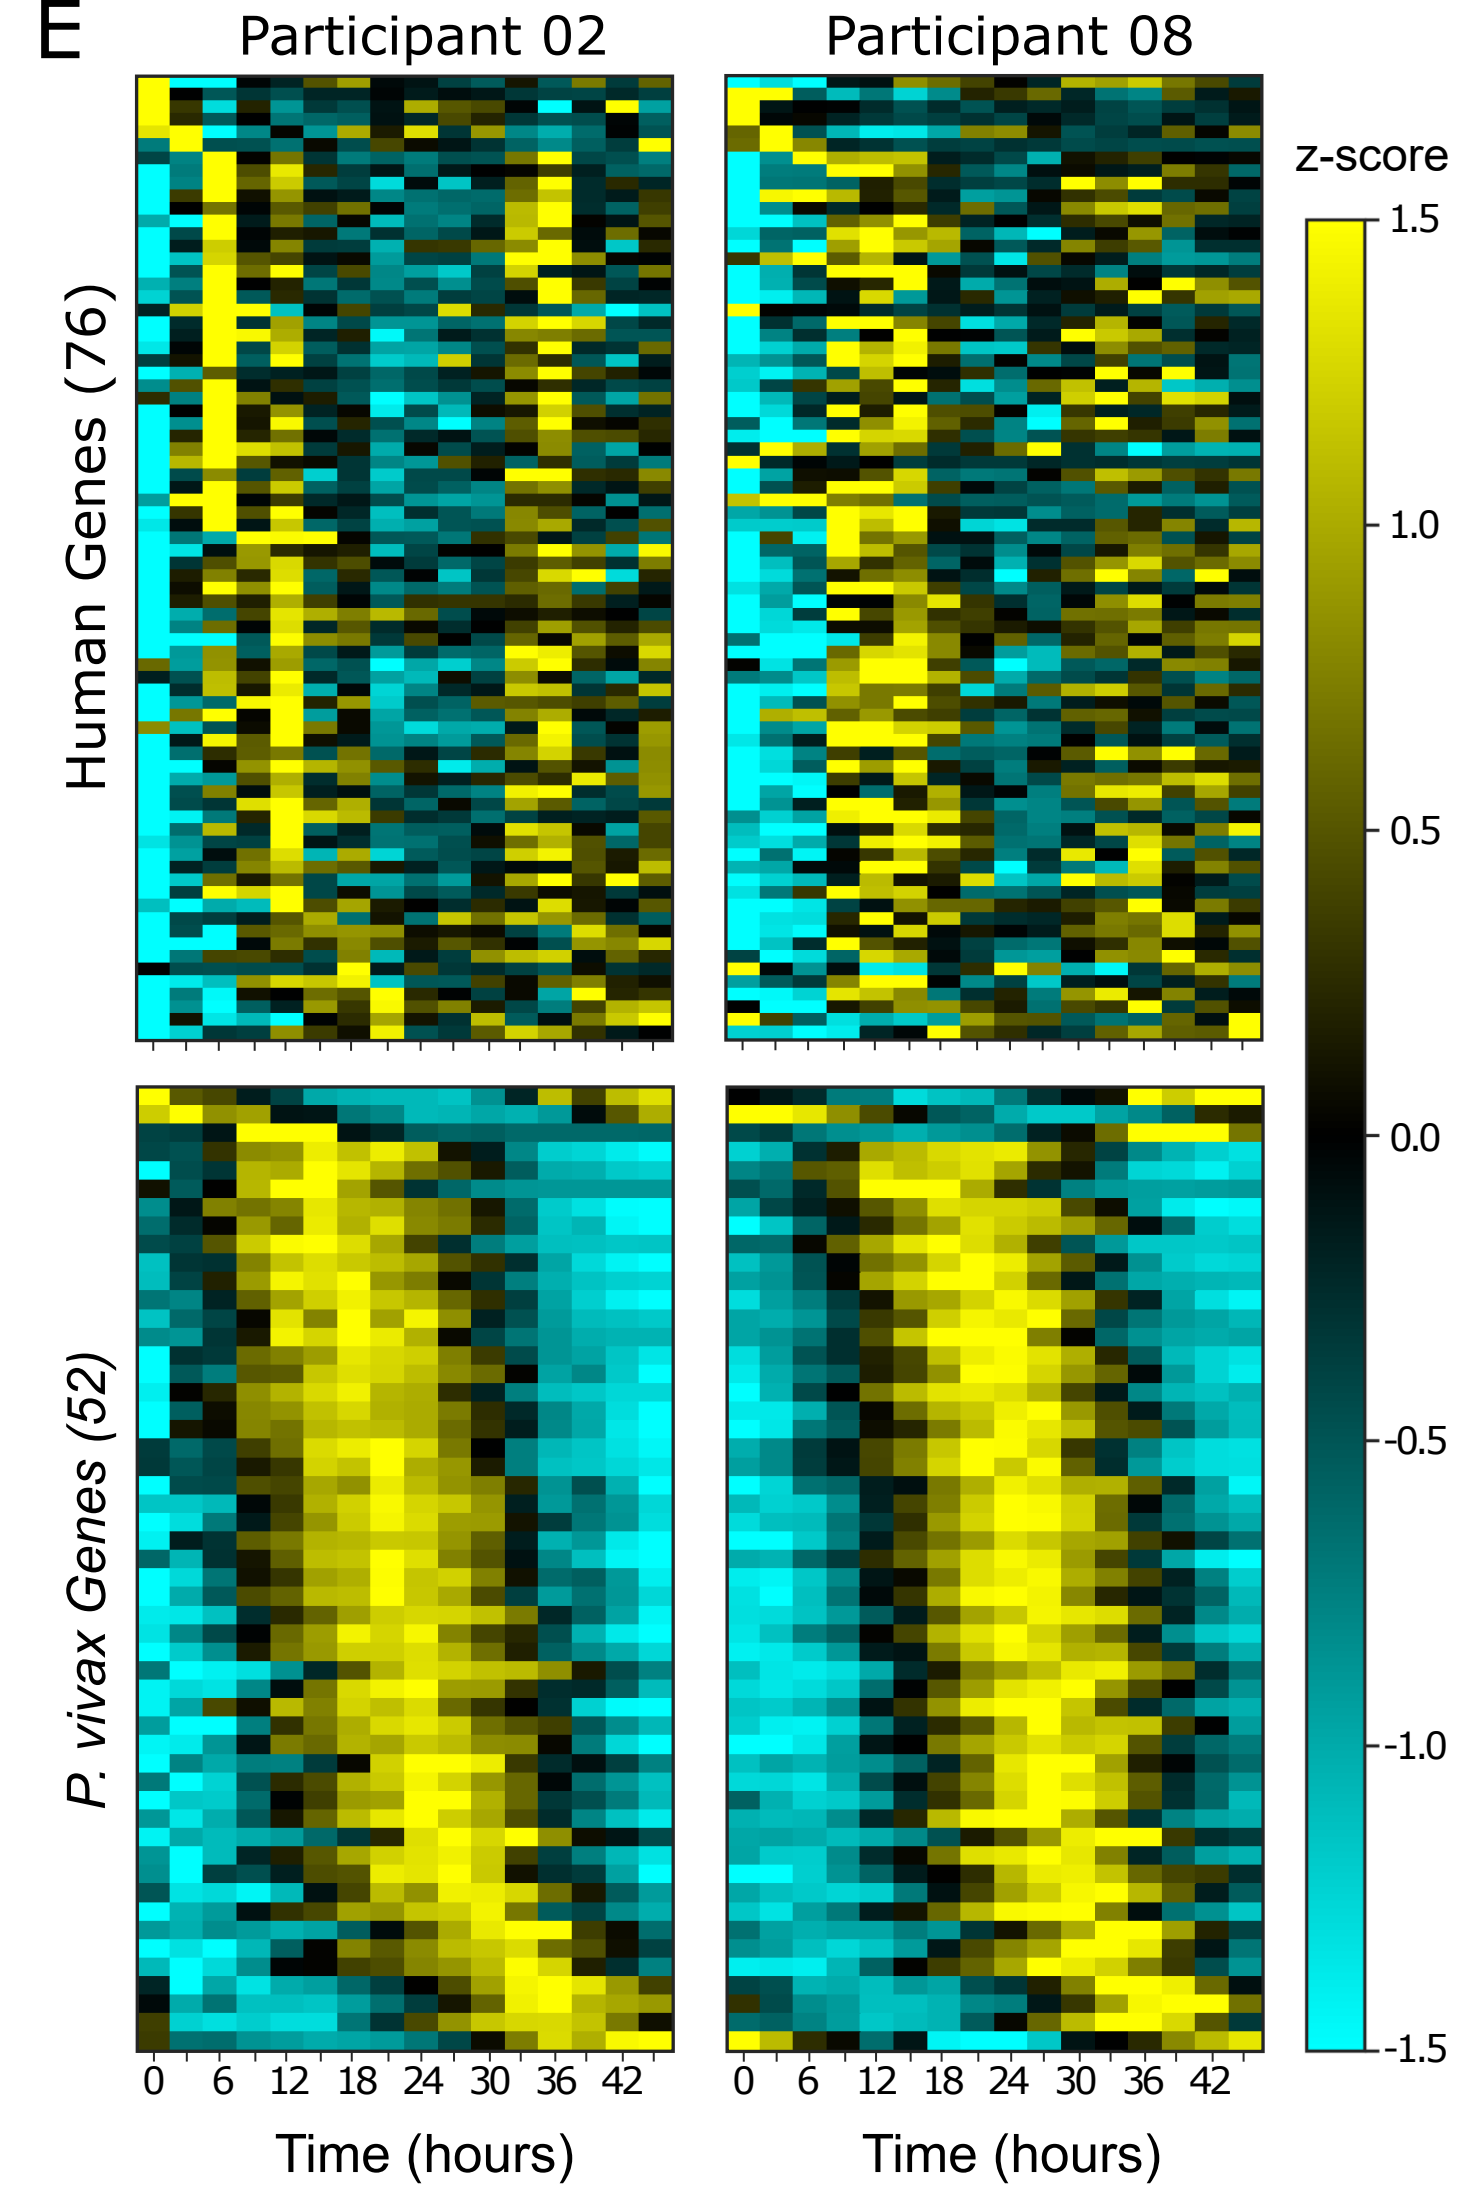 E
Participant 02
Participant 08
Human Genes (76)
z-score
1.5
1.0
0.5
0.0
-0.5
-1.0
-1.5
P. vivax Genes (52)
0 6 12 18 24 30 36 42
0 6 12 18 24 30 36 42
Time (hours)
Time (hours)